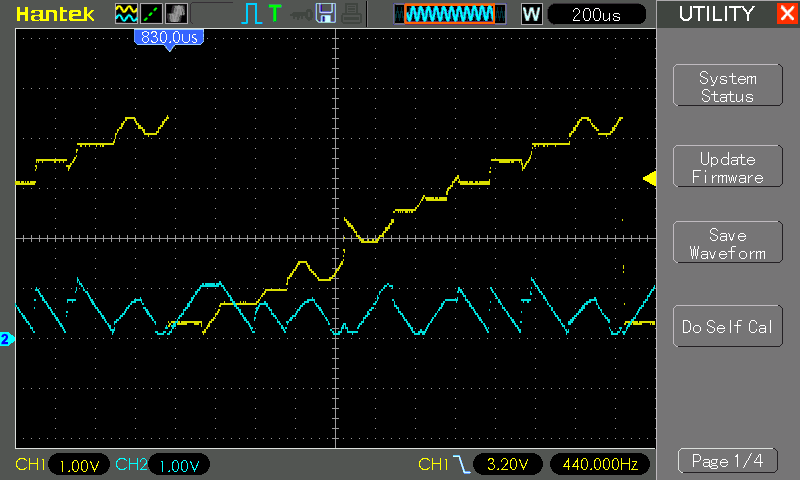 Hantek
T
W
200us
UTILITY
830.0us
System
Status
Update
Firmware
Save
Waveform
2
Do Self Cal
CH1 1.00V CH2 1.00V CH1 3.20V 440.000Hz
Page 1/4